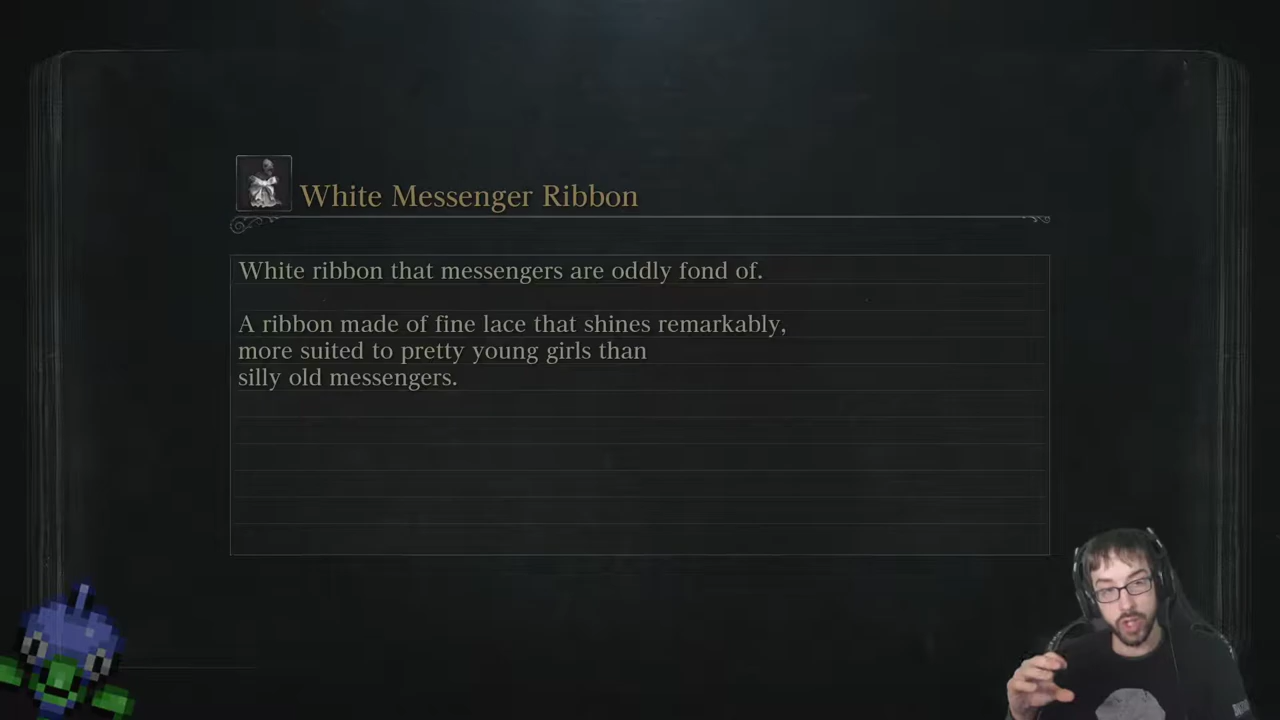 White Messenger Ribbon
White ribbon that messengers are oddly fond of.
A ribbon made of fine lace that shines remarkably,
more suited to pretty young girls than
silly old messengers.